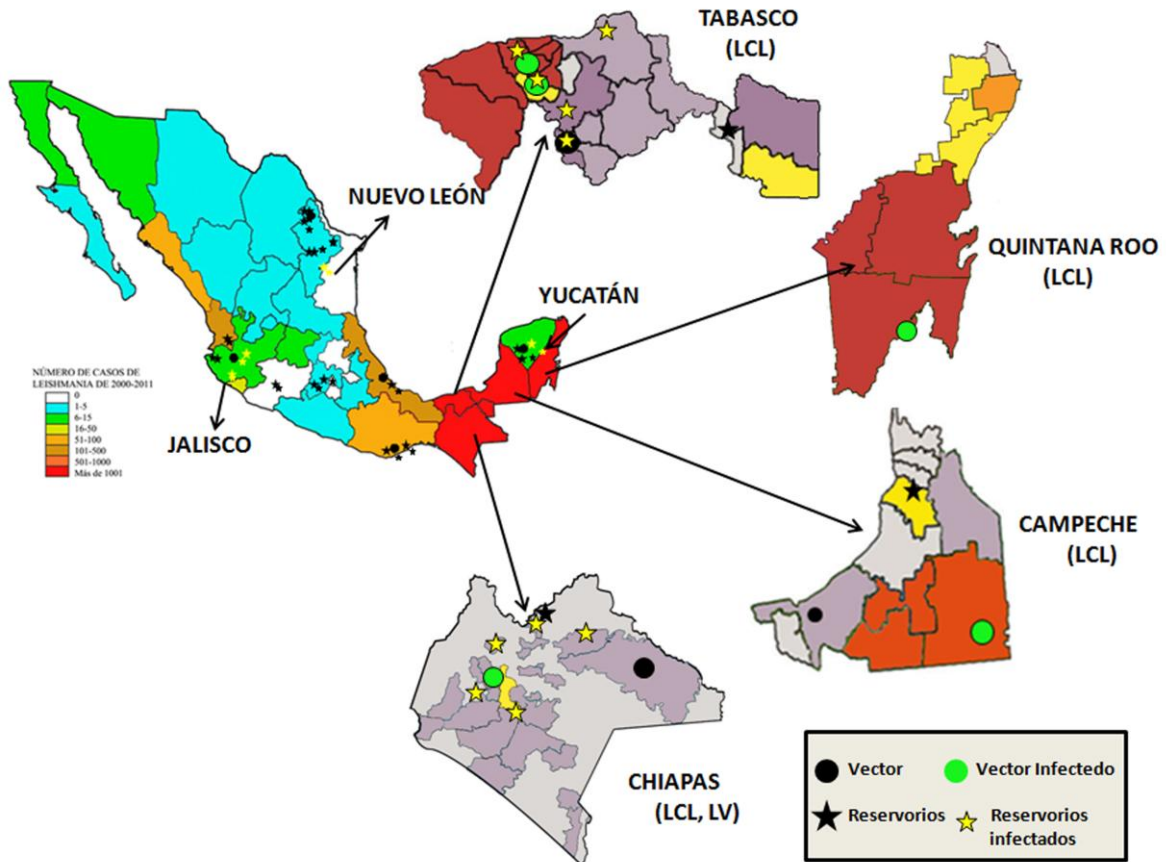 TABASCO
(LCL)
NUEVO LEÓN
QUINTANA ROO
(LCL)
YUCATÁN
NÚMERO DE CASOS DE
LEISHMANIA DE 2000-2011
0
1-5
6-15
16-50
51-100
101-500
501-1000
Más de 1001
JALISCO
CAMPECHE
(LCL)
CHIAPAS
(LCL, LV)
Vector
Vector Infectedo
Reservorios
Reservorios
infectados